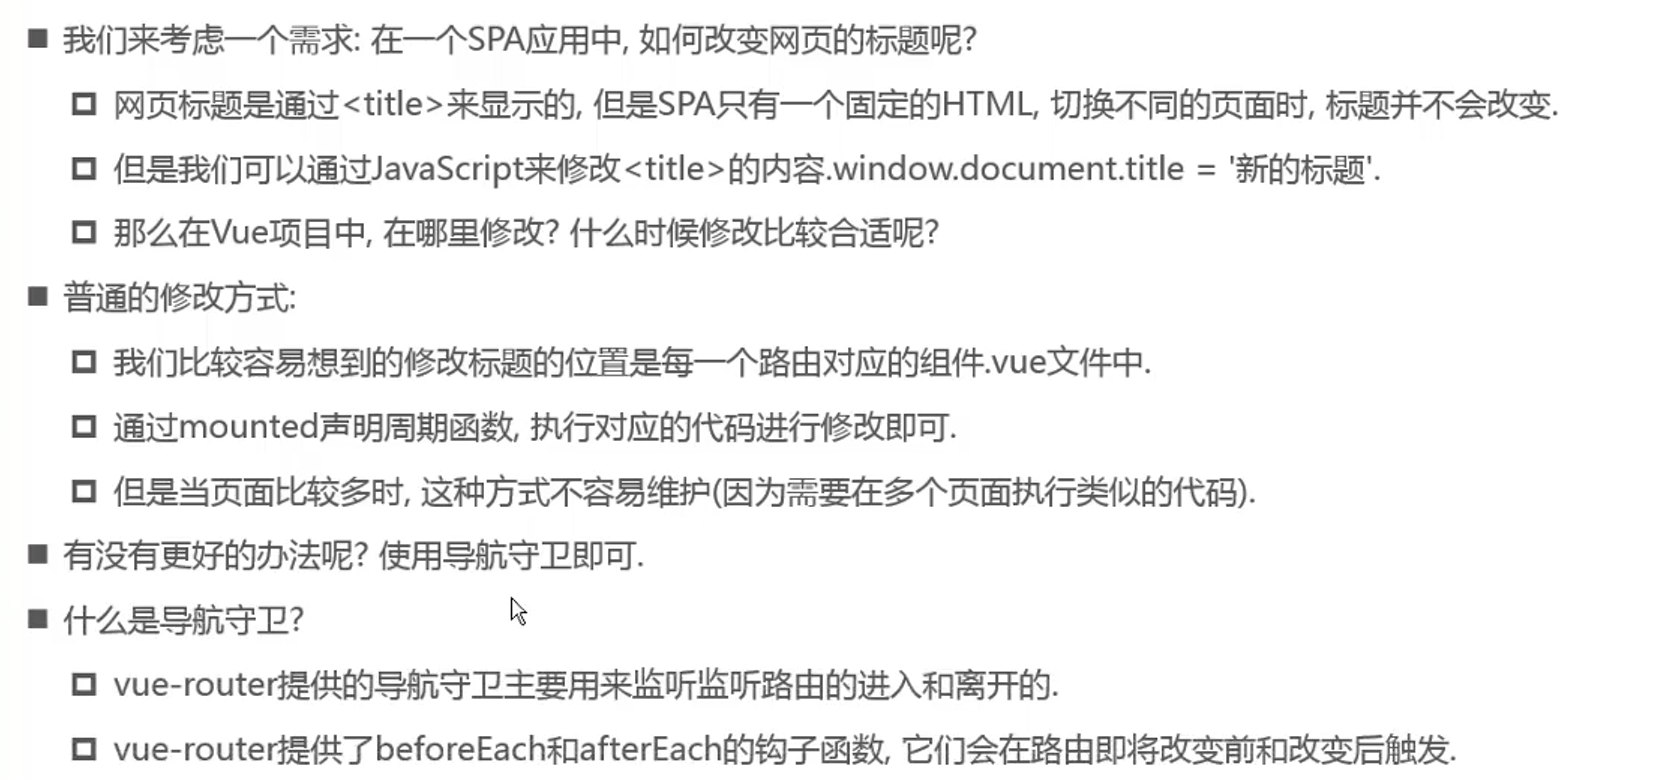 我们来考虑一个需求: 在一个SPA应用中, 如何改变网页的标题呢?
网页标题是通过<title>来显示的, 但是SPA只有一个固定的HTML, 切换不同的页面时, 标题并不会改变.
但是我们可以通过JavaScript来修改<title>的内容.window.document.title = '新的标题'.
那么在Vue项目中, 在哪里修改? 什么时候修改比较合适呢?
普通的修改方式:
我们比较容易想到的修改标题的位置是每一个路由对应的组件.vue文件中.
通过mounted声明周期函数, 执行对应的代码进行修改即可.
但是当页面比较多时, 这种方式不容易维护(因为需要在多个页面执行类似的代码).
有没有更好的办法呢? 使用导航守卫即可.
什么是导航守卫?
vue-router提供的导航守卫主要用来监听监听路由的进入和离开的.
vue-router提供了beforeEach和afterEach的钩子函数, 它们会在路由即将改变前和改变后触发.